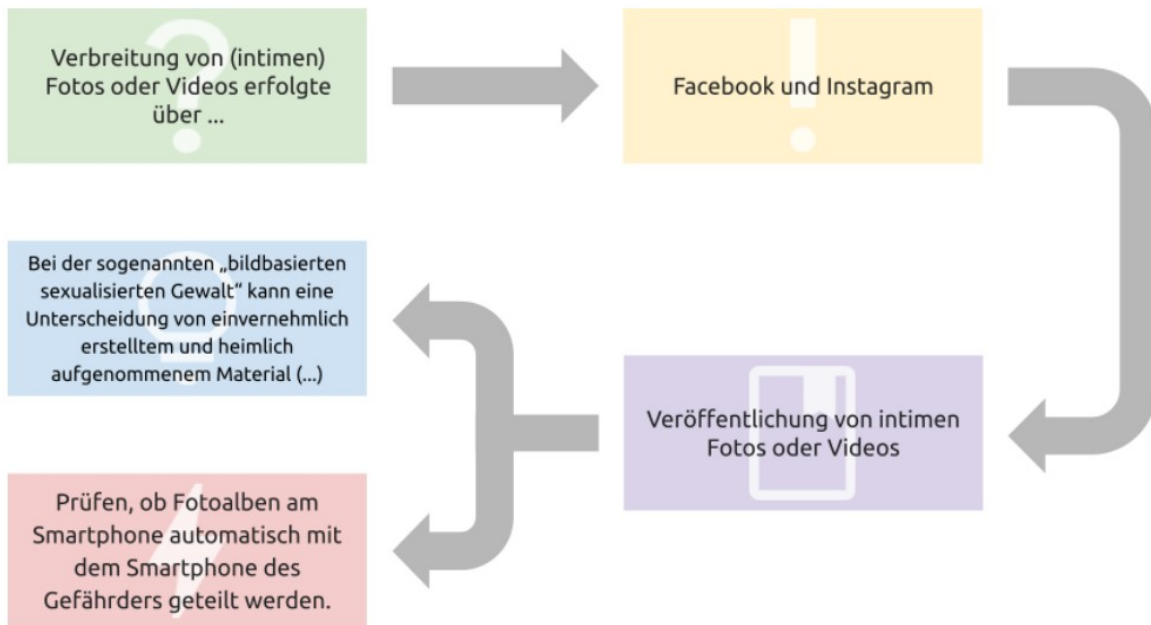 Verbreitung von (intimen)
Fotos oder Videos erfolgte
über ...
Facebook und Instagram
Veröffentlichung von intimen
Fotos oder Videos
Bei der sogenannten „bildbasierten
sexualisierten Gewalt“ kann eine
Unterscheidung von einvernehmlich
erstelltem und heimlich
aufgenommenem Material (...)
Prüfen, ob Fotoalben am
Smartphone automatisch mit
dem Smartphone des
Gefährders geteilt werden.